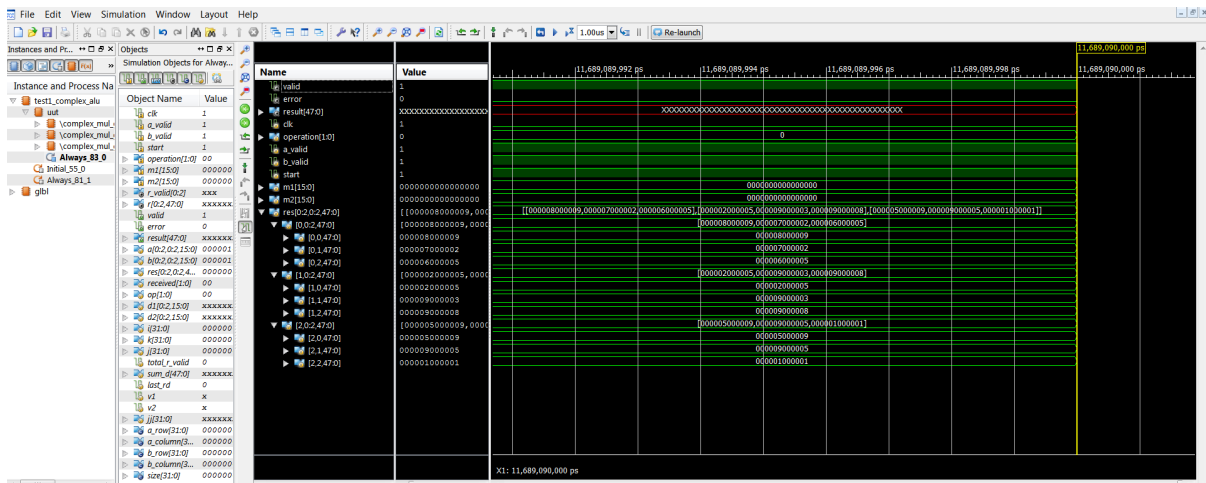 File Edit View Simulation Window Layout Help
1.00us Re-launch
Instances and Pr...
Instance and Process Na
test1_complex_alu
uut
\complex_mul_
\complex_mul_
\complex_mul_
Always_83_0
Initial_55_0
Always_81_1
glbl
Objects
Simulation Objects for Alway...
Object Name Value
clk 1
a_valid 1
b_valid 1
start 1
operation[1:0] 00
m1[15:0] 000000
m2[15:0] 000000
r_valid[0:2] xxx
r[0:2,47:0] xxxxxx
valid 1
error 0
result[47:0] xxxxxx
a[0:2,0:2,15:0] 000001
b[0:2,0:2,15:0] 000001
res[0:2,0:2,4... 000000
received[1:0] 00
op[1:0] 00
d1[0:2,15:0] xxxxxx
d2[0:2,15:0] xxxxxx
i[31:0] 000000
k[31:0] 000000
j[31:0] 000000
total_r_valid 0
sum_d[47:0] xxxxxx
last_rd 0
v1 x
v2 x
jj[31:0] xxxxxx
a_row[31:0] 000000
a_column[3... 000000
b_row[31:0] 000000
b_column[3... 000000
size[31:0] 000000
Name Value
valid 1
error 0
result[47:0]
clk 1
operation[1:0] 0
a_valid 1
b_valid 1
start 1
m1[15:0] 0000000000000000
m2[15:0] 0000000000000000
res[0:2,0:2,47:0] [[000008000009,000
[0,0:2,47:0] [000008000009,0000
[0,0,47:0] 000008000009
[0,1,47:0] 000007000002
[0,2,47:0] 000006000005
[1,0:2,47:0] [000002000005,0000
[1,0,47:0] 000002000005
[1,1,47:0] 000009000003
[1,2,47:0] 000009000008
[2,0:2,47:0] [000005000009,0000
[2,0,47:0] 000005000009
[2,1,47:0] 000009000005
[2,2,47:0] 000001000001
11,689,090,000 ps
11,689,089,992 ps 11,689,089,994 ps 11,689,089,996 ps 11,689,089,998 ps 11,689,090,000 ps
0
0000000000000000
0000000000000000
[[000008000009,000007000002,000006000005],[000002000005,000009000003,000009000008],[000005000009,000009000005,000001000001]]
[000008000009,000007000002,000006000005]
000008000009
000007000002
000006000005
[000002000005,000009000003,000009000008]
000002000005
000009000003
000009000008
[000005000009,000009000005,000001000001]
000005000009
000009000005
000001000001
X1: 11,689,090,000 ps